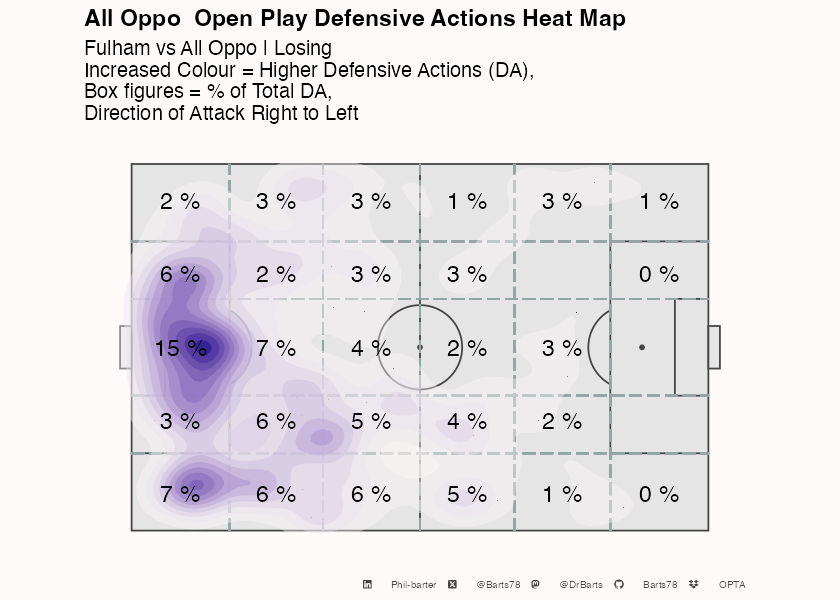 All Oppo  Open Play Defensive Actions Heat Map
Fulham vs All Oppo I Losing
Increased Colour = Higher Defensive Actions (DA),
Box figures = % of Total DA,
Direction of Attack Right to Left
2 % 3 % 3 % 1 % 3 % 1 %
6 % 2 % 3 % 3 % 0 %
15 % 7 % 4 % 2 % 3 %
3 % 6 % 5 % 4 % 2 %
7 % 6 % 6 % 5 % 1 % 0 %
Phil-barter @Barts78 @DrBarts Barts78 OPTA